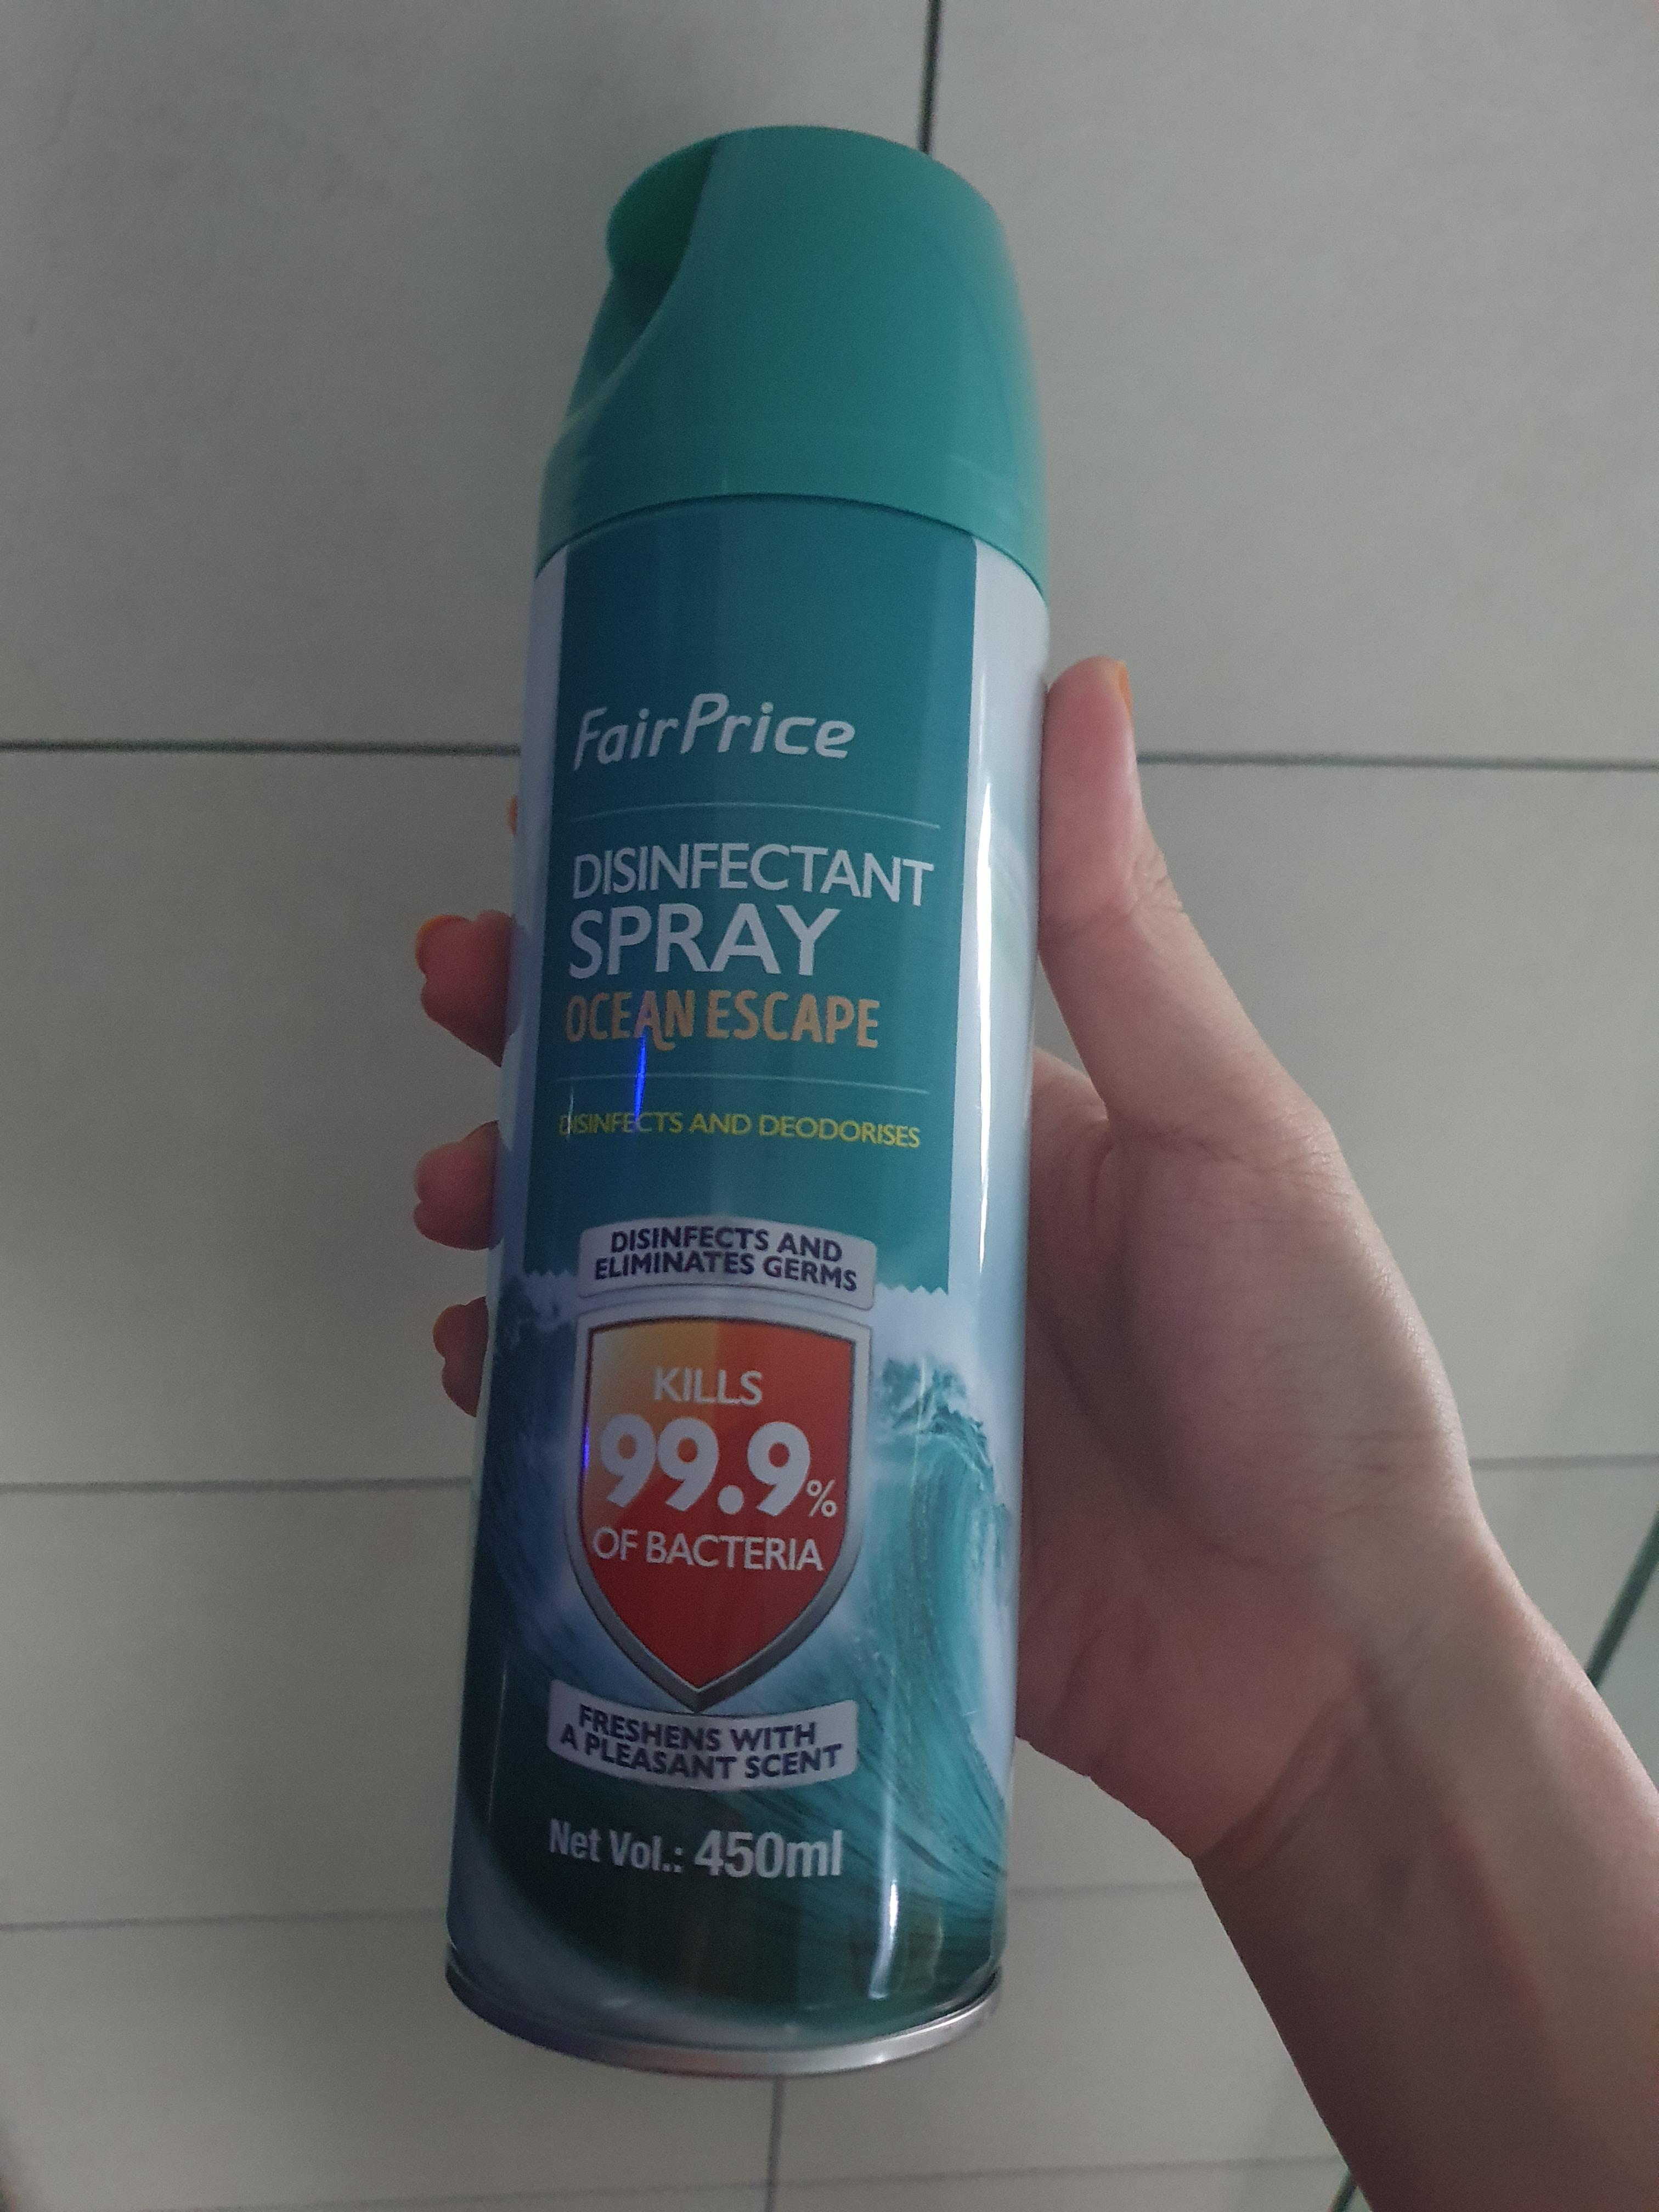 FairPrice
DISINFECTANT
SPRAY
OCEAN ESCAPE
DISINFECTS AND DEODORISES
DISINFECTS AND
ELIMINATES GERMS
KILLS
99.9%
OF BACTERIA
FRESHENS WITH
A PLEASANT SCENT
Net Vol.: 450ml